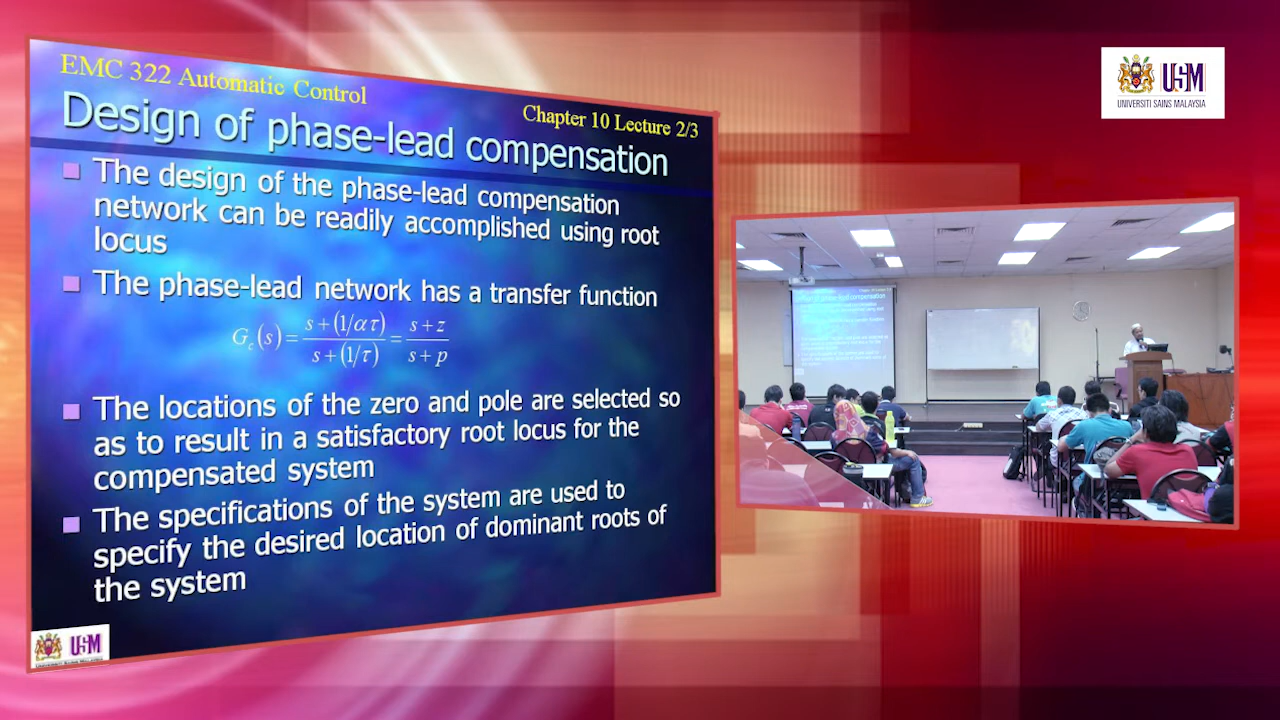 EMC 322 Automatic Control
Chapter 10 Lecture 2/3
Design of phase-lead compensation
The design of the phase-lead compensation
network can be readily accomplished using root
locus
The phase-lead network has a transfer function
G_c(s) = (s+(1/ατ))/(s+(1/τ)) = (s+z)/(s+p)
The locations of the zero and pole are selected so
as to result in a satisfactory root locus for the
compensated system
The specifications of the system are used to
specify the desired location of dominant roots of
the system
USM
USM
UNIVERSITI SAINS MALAYSIA